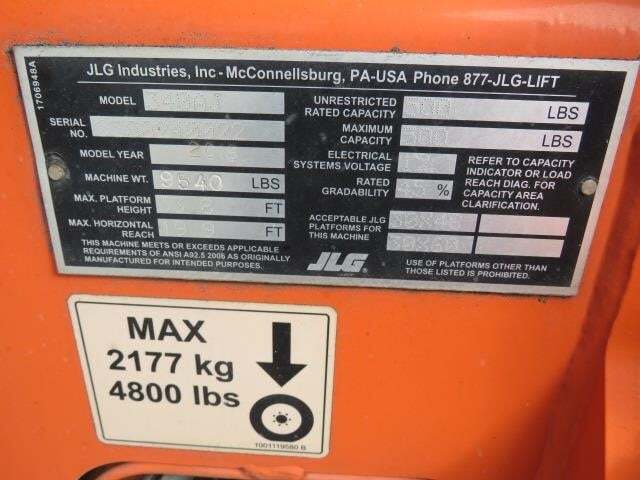 1706948A
JLG Industries, Inc - McConnellsburg, PA-USA Phone 877-JLG-LIFT
MODEL
SERIAL NO.
MODEL YEAR
MACHINE WT. 9540 LBS
MAX. PLATFORM HEIGHT FT
MAX. HORIZONTAL REACH FT
THIS MACHINE MEETS OR EXCEEDS APPLICABLE
REQUIREMENTS OF ANSI A92.5 2006 AS ORIGINALLY
MANUFACTURED FOR INTENDED PURPOSES.
UNRESTRICTED RATED CAPACITY LBS
MAXIMUM CAPACITY LBS
ELECTRICAL SYSTEMS VOLTAGE
RATED GRADABILITY 45 %
REFER TO CAPACITY
INDICATOR OR LOAD
REACH DIAG. FOR
CAPACITY AREA
CLARIFICATION.
ACCEPTABLE JLG
PLATFORMS FOR
THIS MACHINE
36X48
30X60
JLG
USE OF PLATFORMS OTHER THAN
THOSE LISTED IS PROHIBITED.
MAX
2177 kg
4800 lbs
1001119580 B